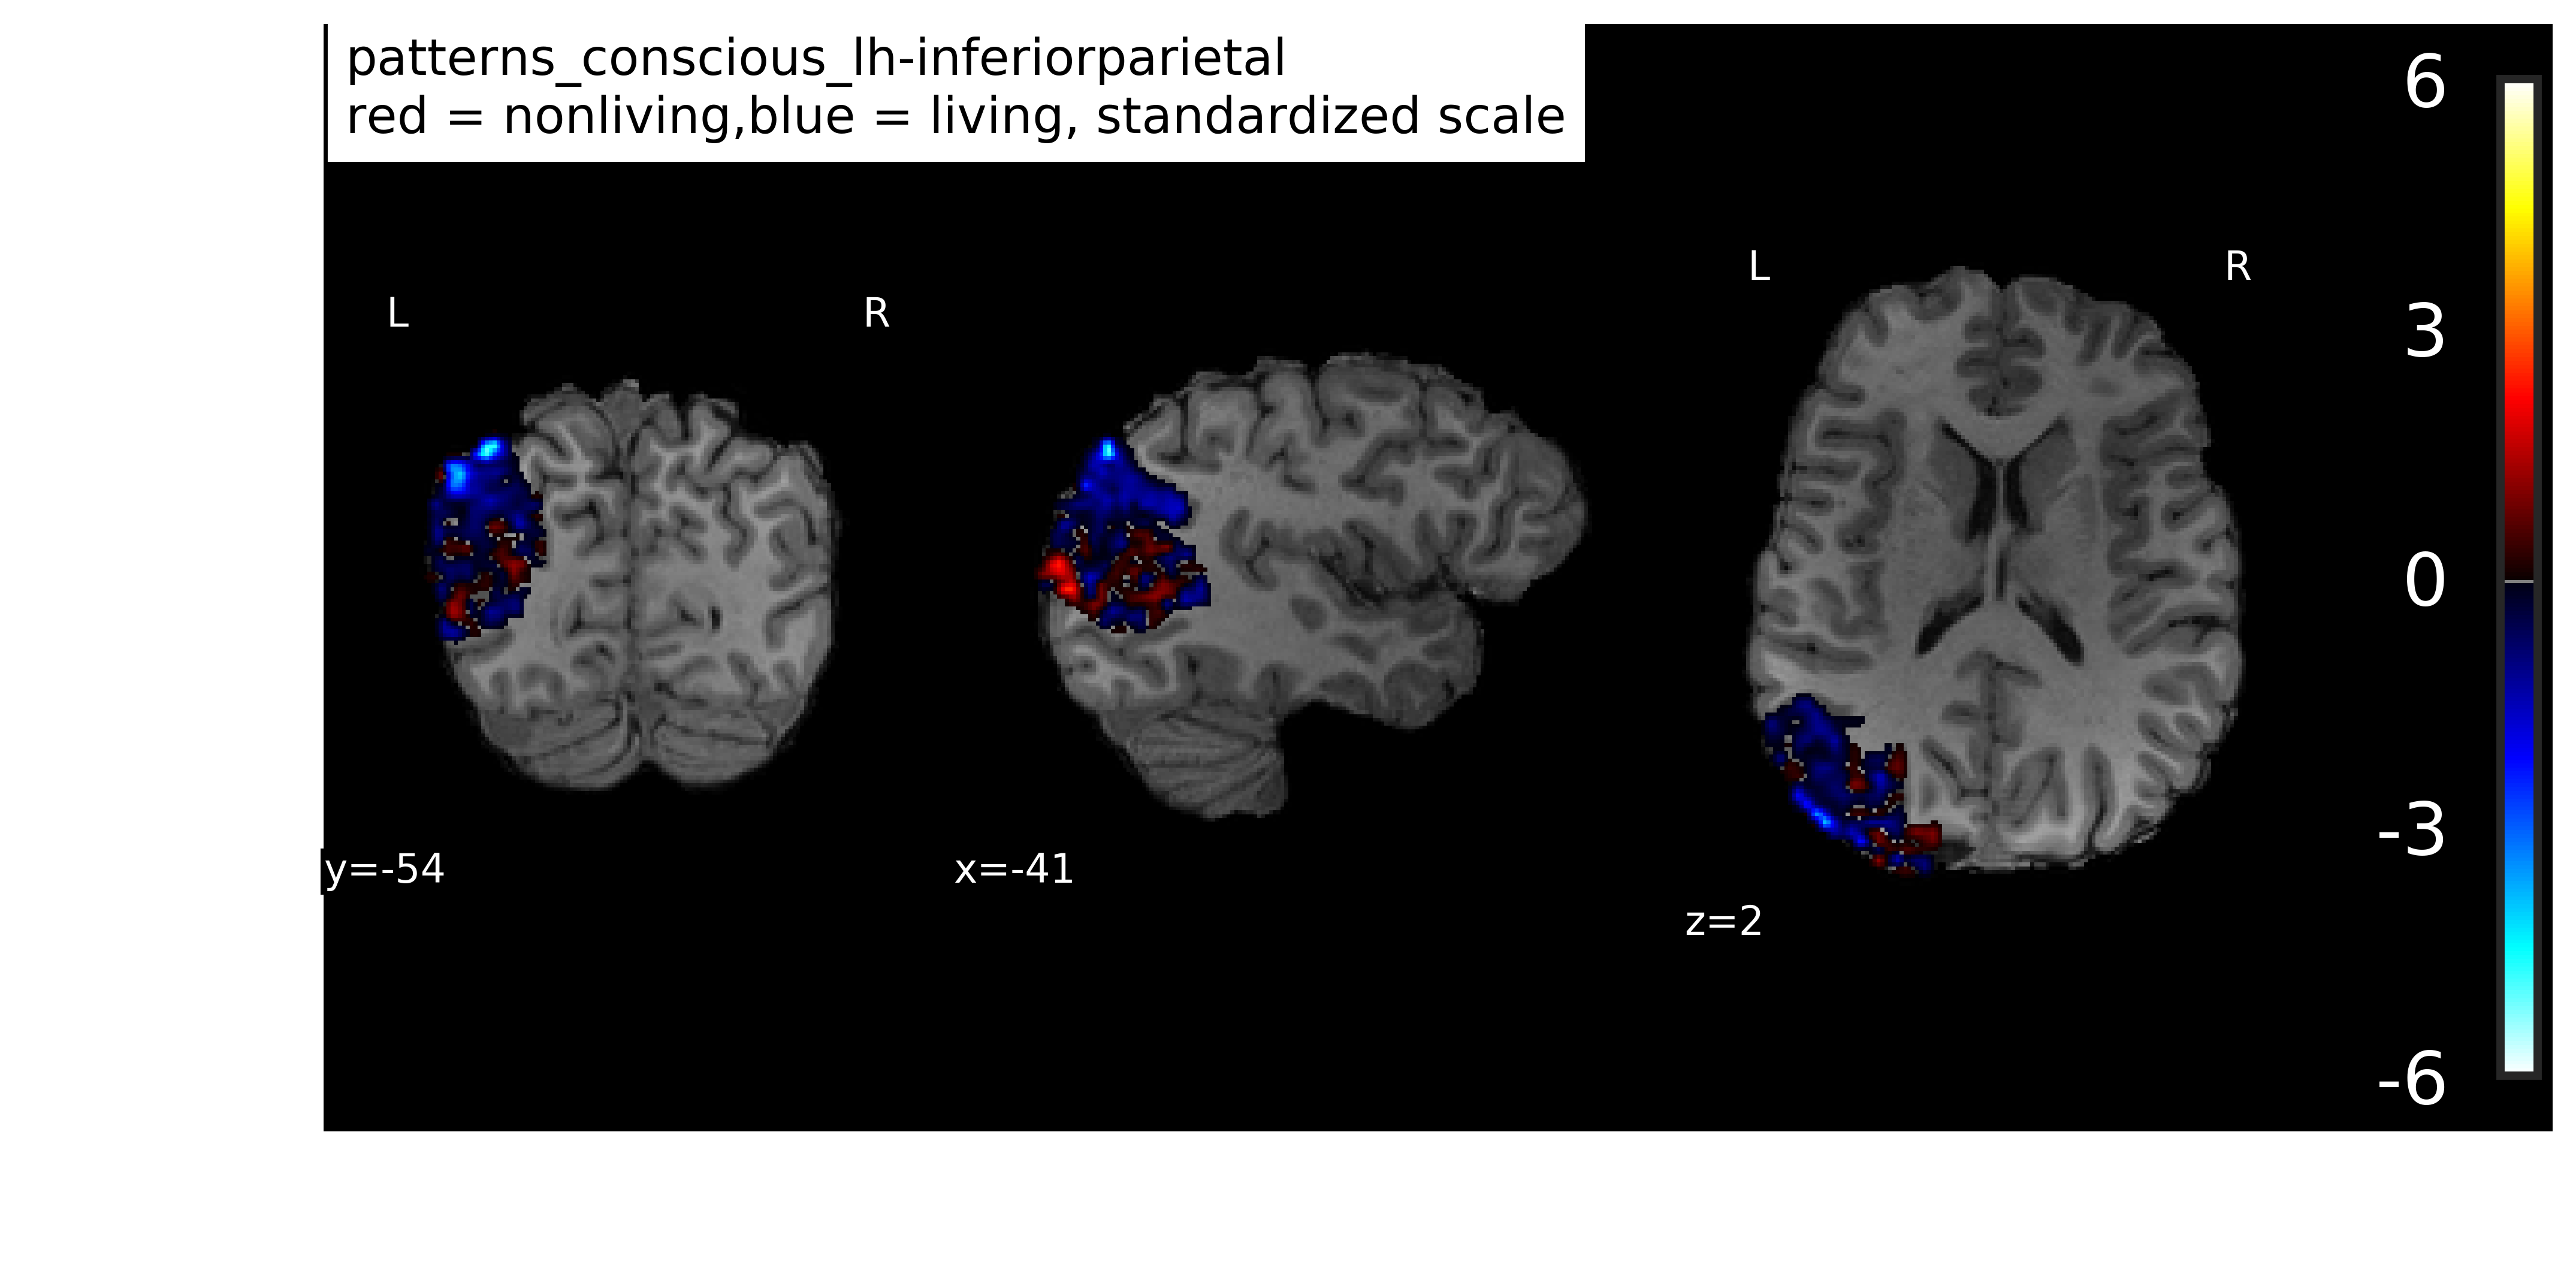 patterns_conscious_lh-inferiorparietal
red = nonliving,blue = living, standardized scale
L
R
y=-54
x=-41
L
R
z=2
6
3
0
-3
-6